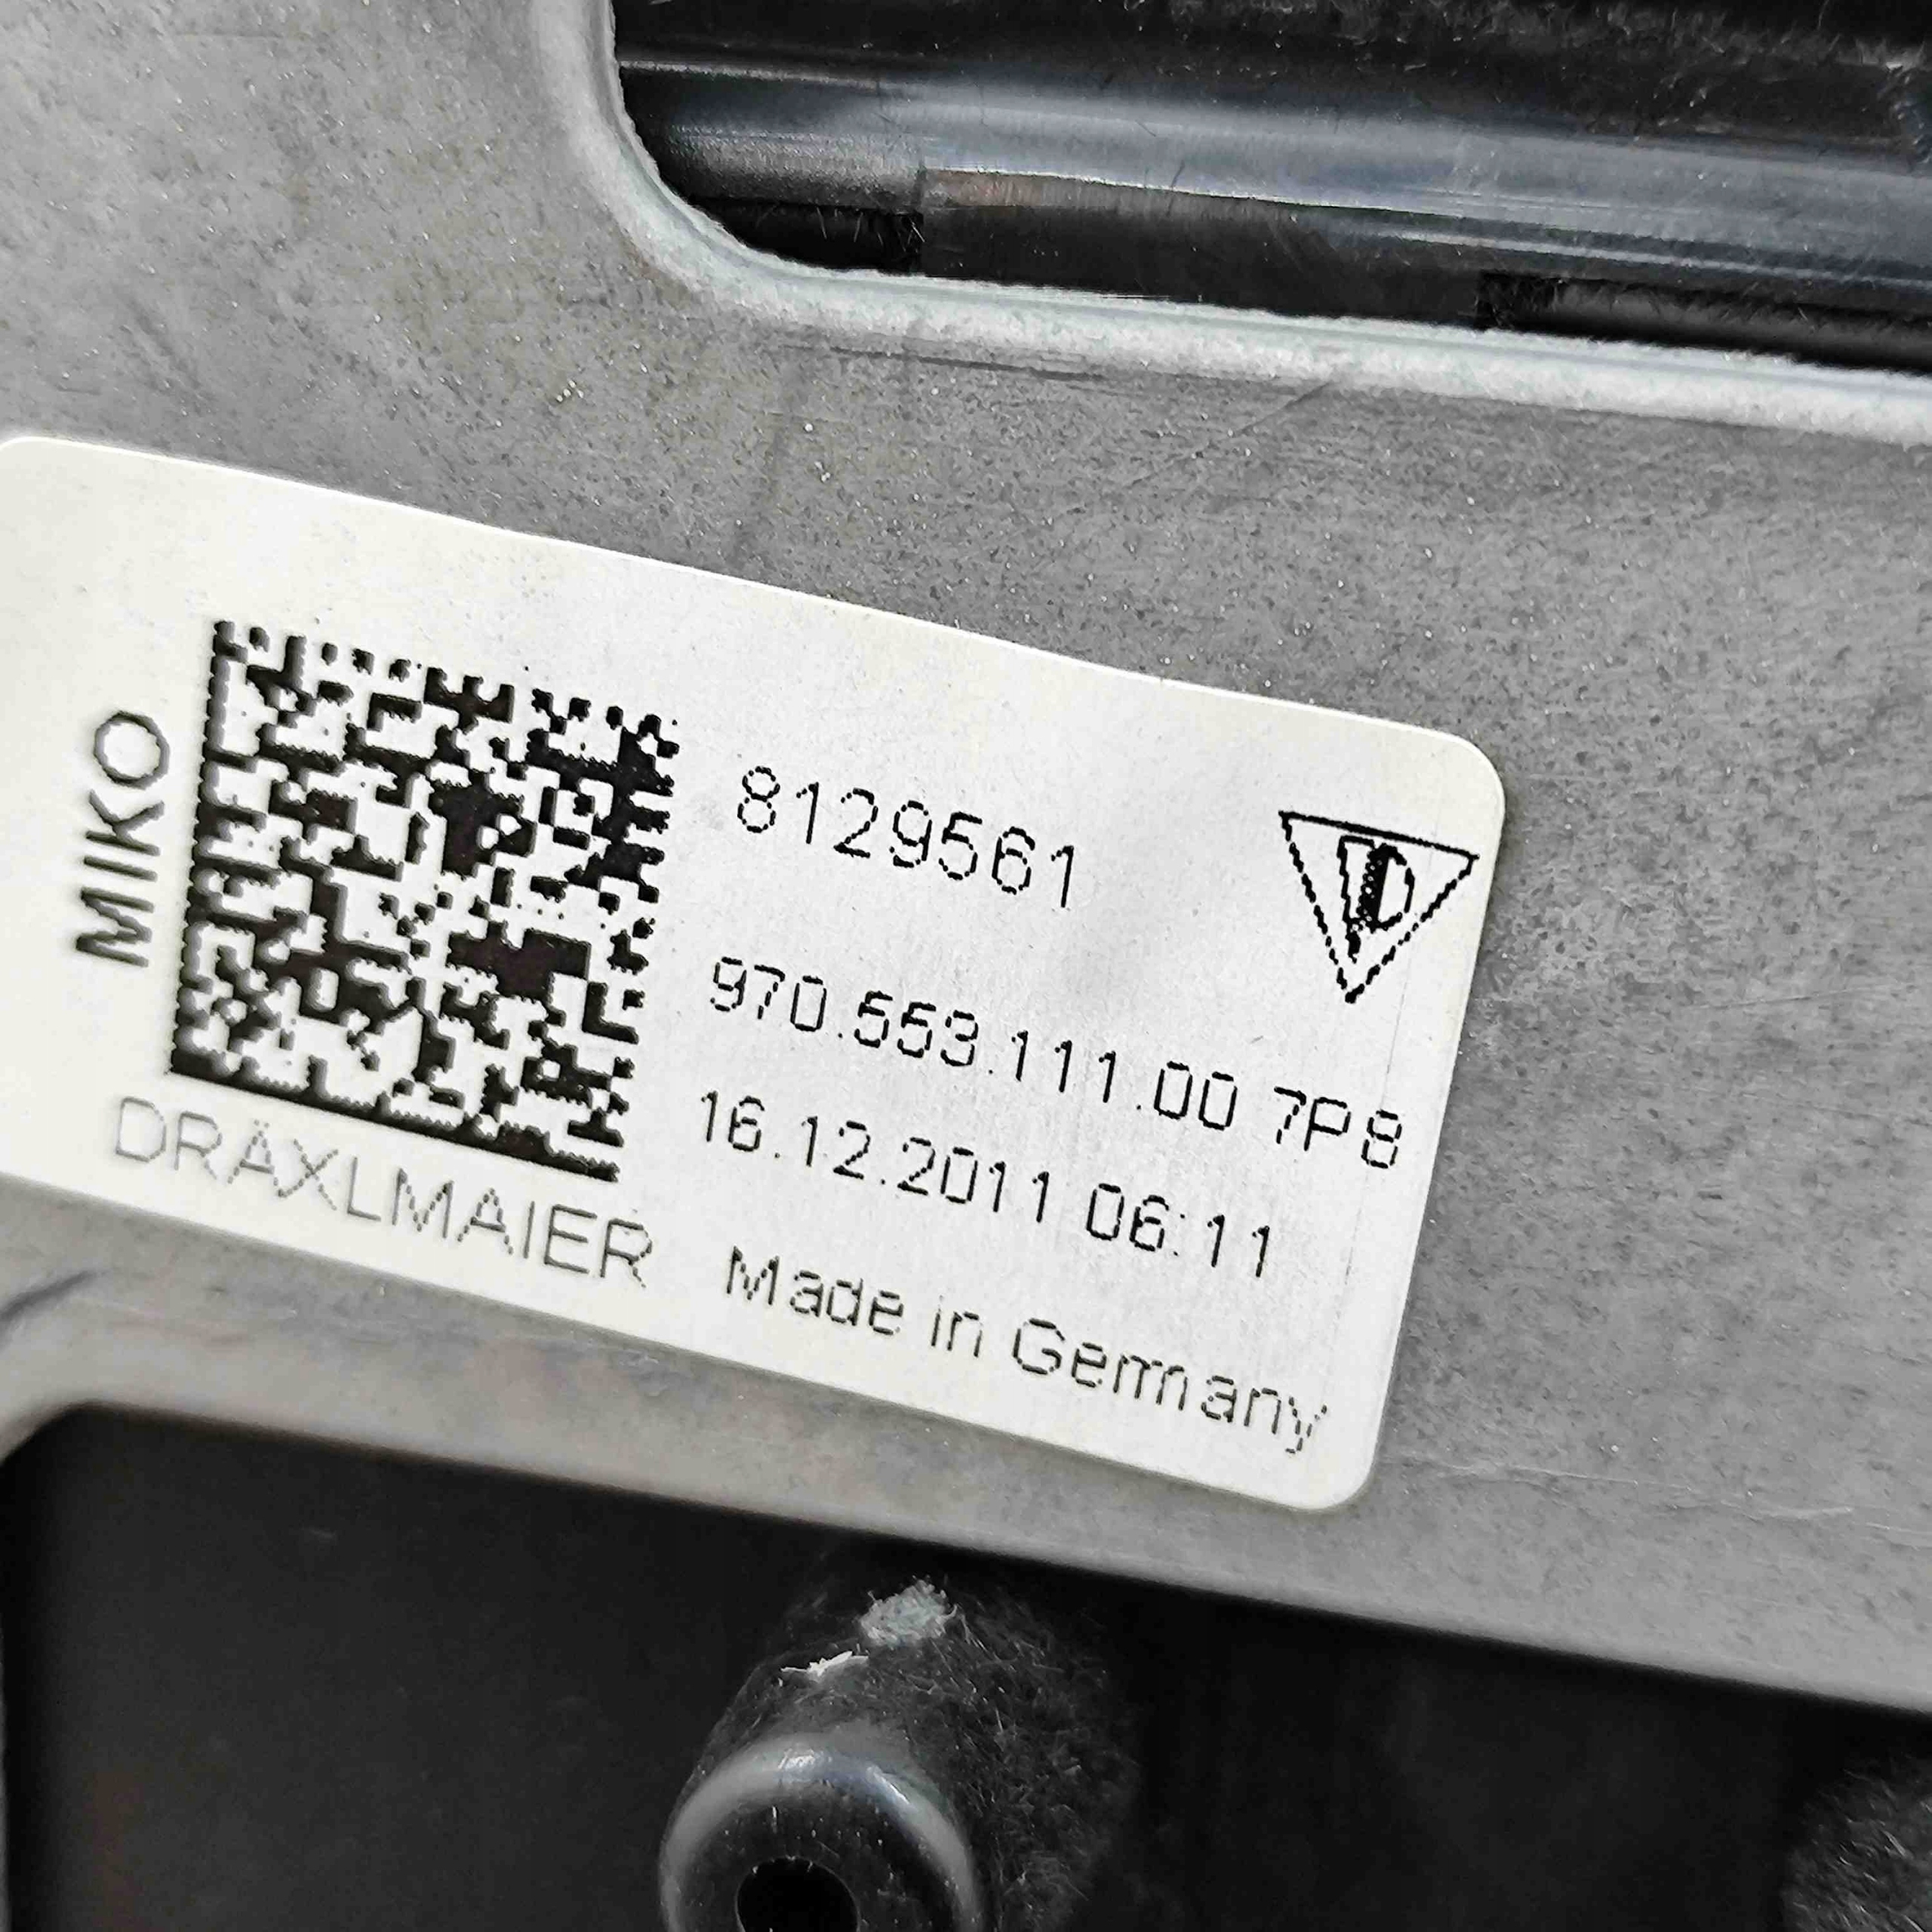 MIKO
8129561
970.553.111.00 7P8
16.12.2011 06:11
DRÄXLMAIER
Made in Germany